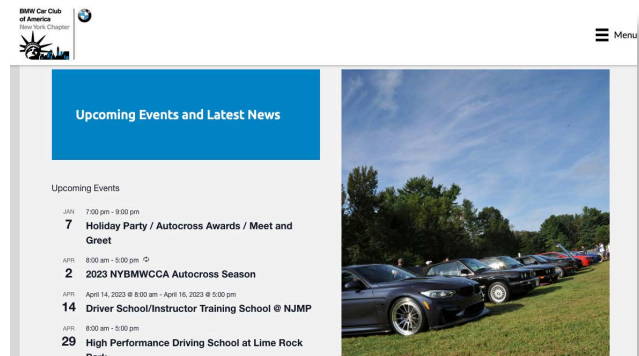 BMW Car Club
of America
New York Chapter
Menu
Upcoming Events and Latest News
Upcoming Events
JAN
7
7:00 pm - 9:00 pm
Holiday Party / Autocross Awards / Meet and
Greet
APR
2
8:00 am - 5:00 pm
2023 NYBMWCCA Autocross Season
APR
14
April 14, 2023 @ 8:00 am - April 16, 2023 @ 5:00 pm
Driver School/Instructor Training School @ NJMP
APR
29
8:00 am - 5:00 pm
High Performance Driving School at Lime Rock